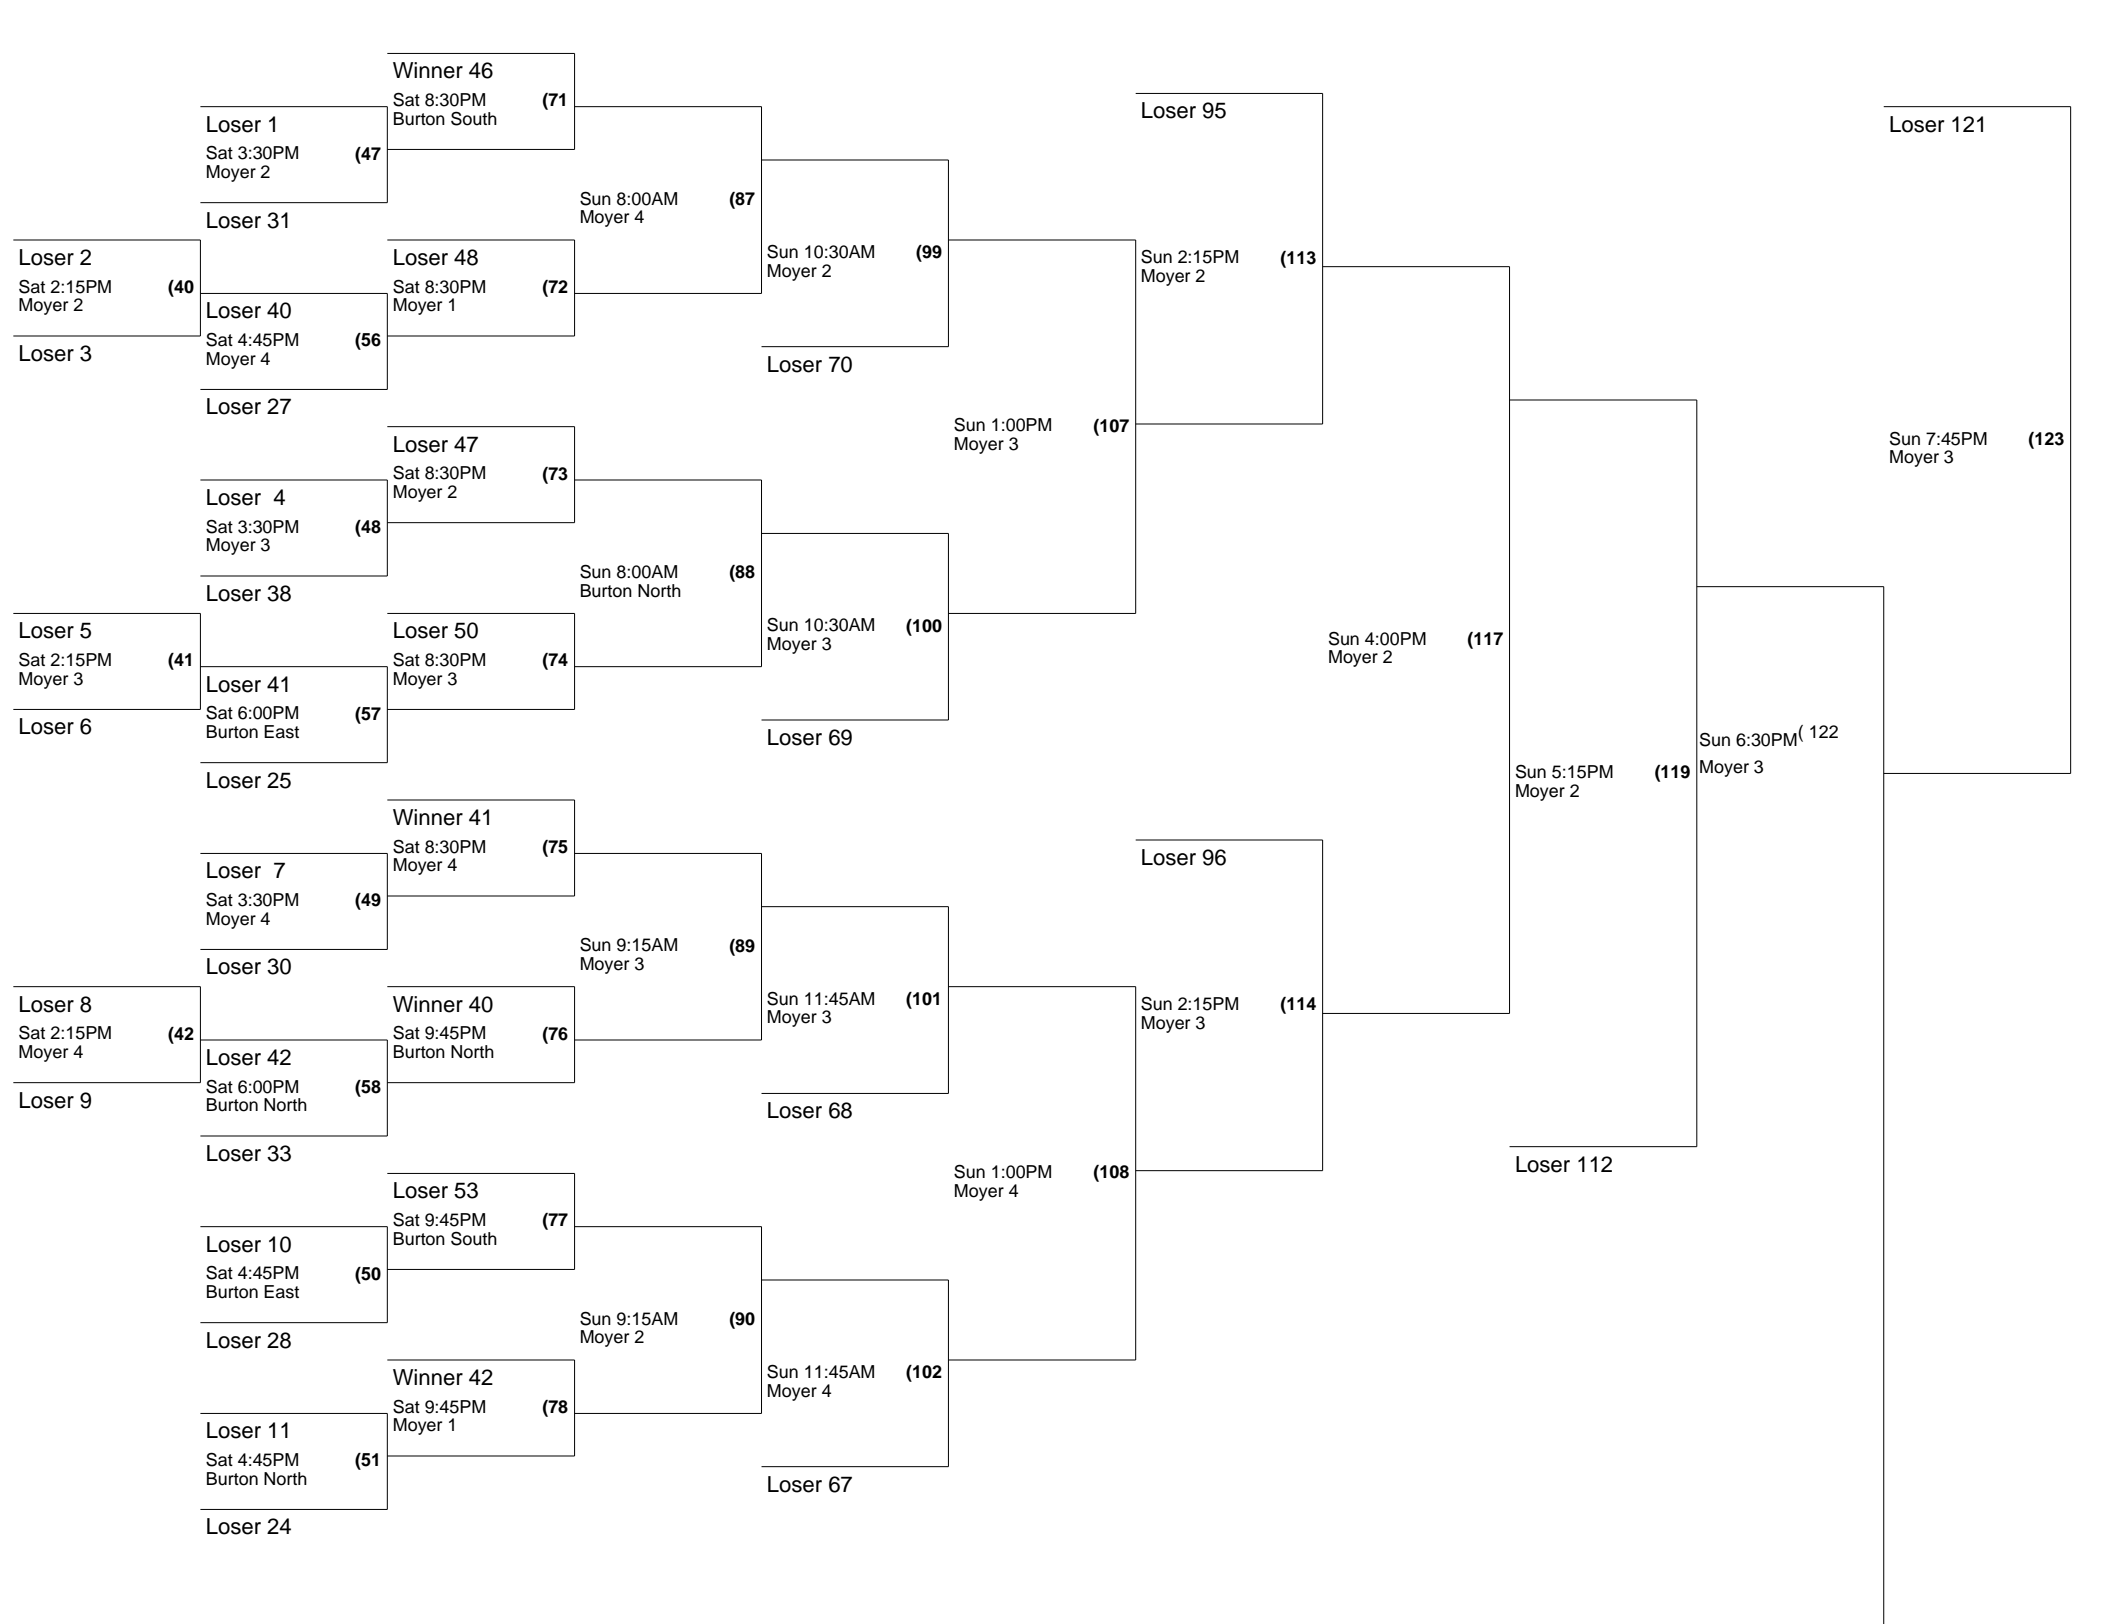 Loser 2
Sat 2:15PM (40
Moyer 2
Loser 3
Loser 5
Sat 2:15PM (41
Moyer 3
Loser 6
Loser 8
Sat 2:15PM (42
Moyer 4
Loser 9
Loser 1
Sat 3:30PM (47
Moyer 2
Loser 31
Loser 40
Sat 4:45PM (56
Moyer 4
Loser 27
Loser 4
Sat 3:30PM (48
Moyer 3
Loser 38
Loser 41
Sat 6:00PM (57
Burton East
Loser 25
Loser 7
Sat 3:30PM (49
Moyer 4
Loser 30
Loser 42
Sat 6:00PM (58
Burton North
Loser 33
Loser 10
Sat 4:45PM (50
Burton East
Loser 28
Loser 11
Sat 4:45PM (51
Burton North
Loser 24
Winner 46
Sat 8:30PM (71
Burton South
Loser 48
Sat 8:30PM (72
Moyer 1
Loser 47
Sat 8:30PM (73
Moyer 2
Loser 50
Sat 8:30PM (74
Moyer 3
Winner 41
Sat 8:30PM (75
Moyer 4
Winner 40
Sat 9:45PM (76
Burton North
Loser 53
Sat 9:45PM (77
Burton South
Winner 42
Sat 9:45PM (78
Moyer 1
Sun 8:00AM (87
Moyer 4
Sun 8:00AM (88
Burton North
Sun 9:15AM (89
Moyer 3
Sun 9:15AM (90
Moyer 2
Sun 10:30AM (99
Moyer 2
Loser 70
Sun 10:30AM (100
Moyer 3
Loser 69
Sun 11:45AM (101
Moyer 3
Loser 68
Sun 11:45AM (102
Moyer 4
Loser 67
Sun 1:00PM (107
Moyer 3
Sun 1:00PM (108
Moyer 4
Loser 95
Sun 2:15PM (113
Moyer 2
Loser 96
Sun 2:15PM (114
Moyer 3
Sun 4:00PM (117
Moyer 2
Sun 5:15PM (119
Moyer 2
Loser 112
Sun 6:30PM ( 122
Moyer 3
Loser 121
Sun 7:45PM (123
Moyer 3